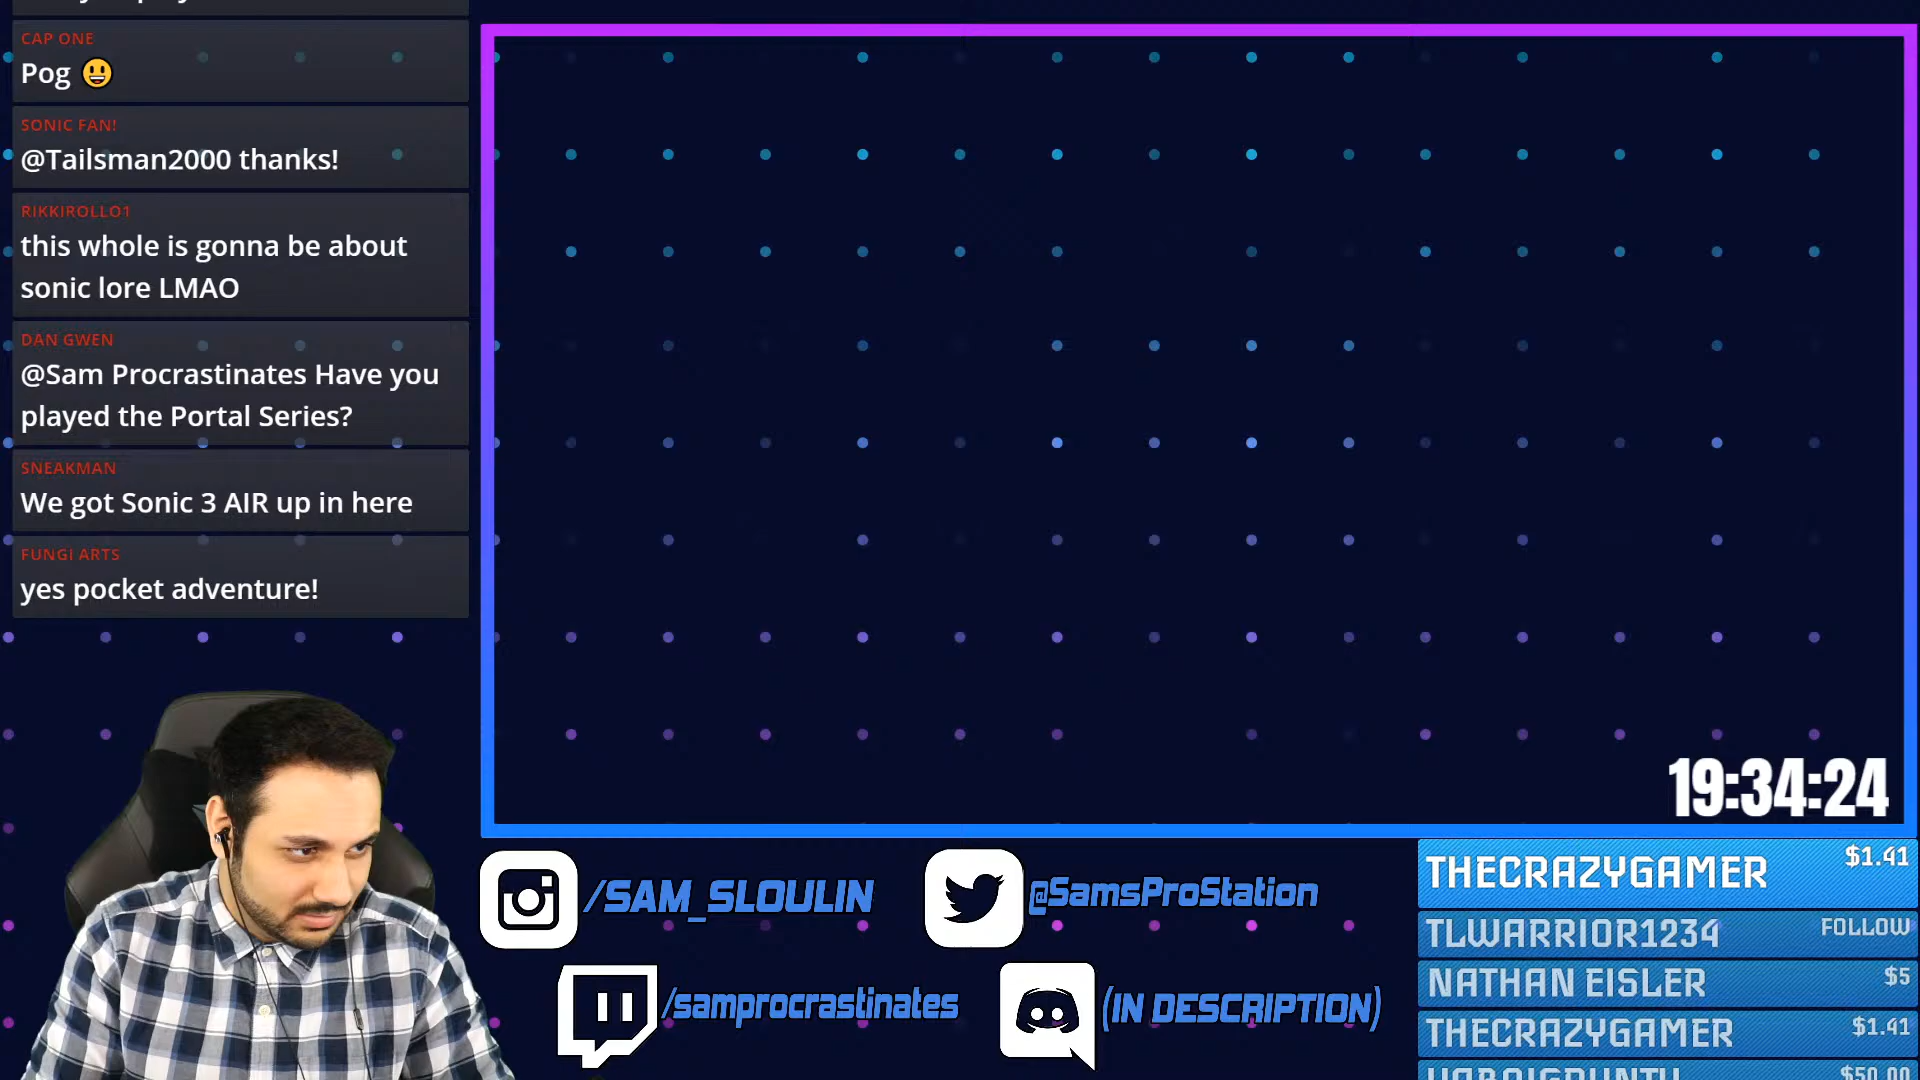 CAP ONE
Pog
SONIC FAN!
@Tailsman2000 thanks!
RIKKIROLLO1
this whole is gonna be about
sonic lore LMAO
DAN GWEN
@Sam Procrastinates Have you
played the Portal Series?
SNEAKMAN
We got Sonic 3 AIR up in here
FUNGI ARTS
yes pocket adventure!
19:34:24
/SAM_SLOULIN
@SamsProStation
/samprocrastinates
(IN DESCRIPTION)
THECRAZYGAMER $1.41
TLWARRIOR1234 FOLLOW
NATHAN EISLER $5
THECRAZYGAMER $1.41
$50.00